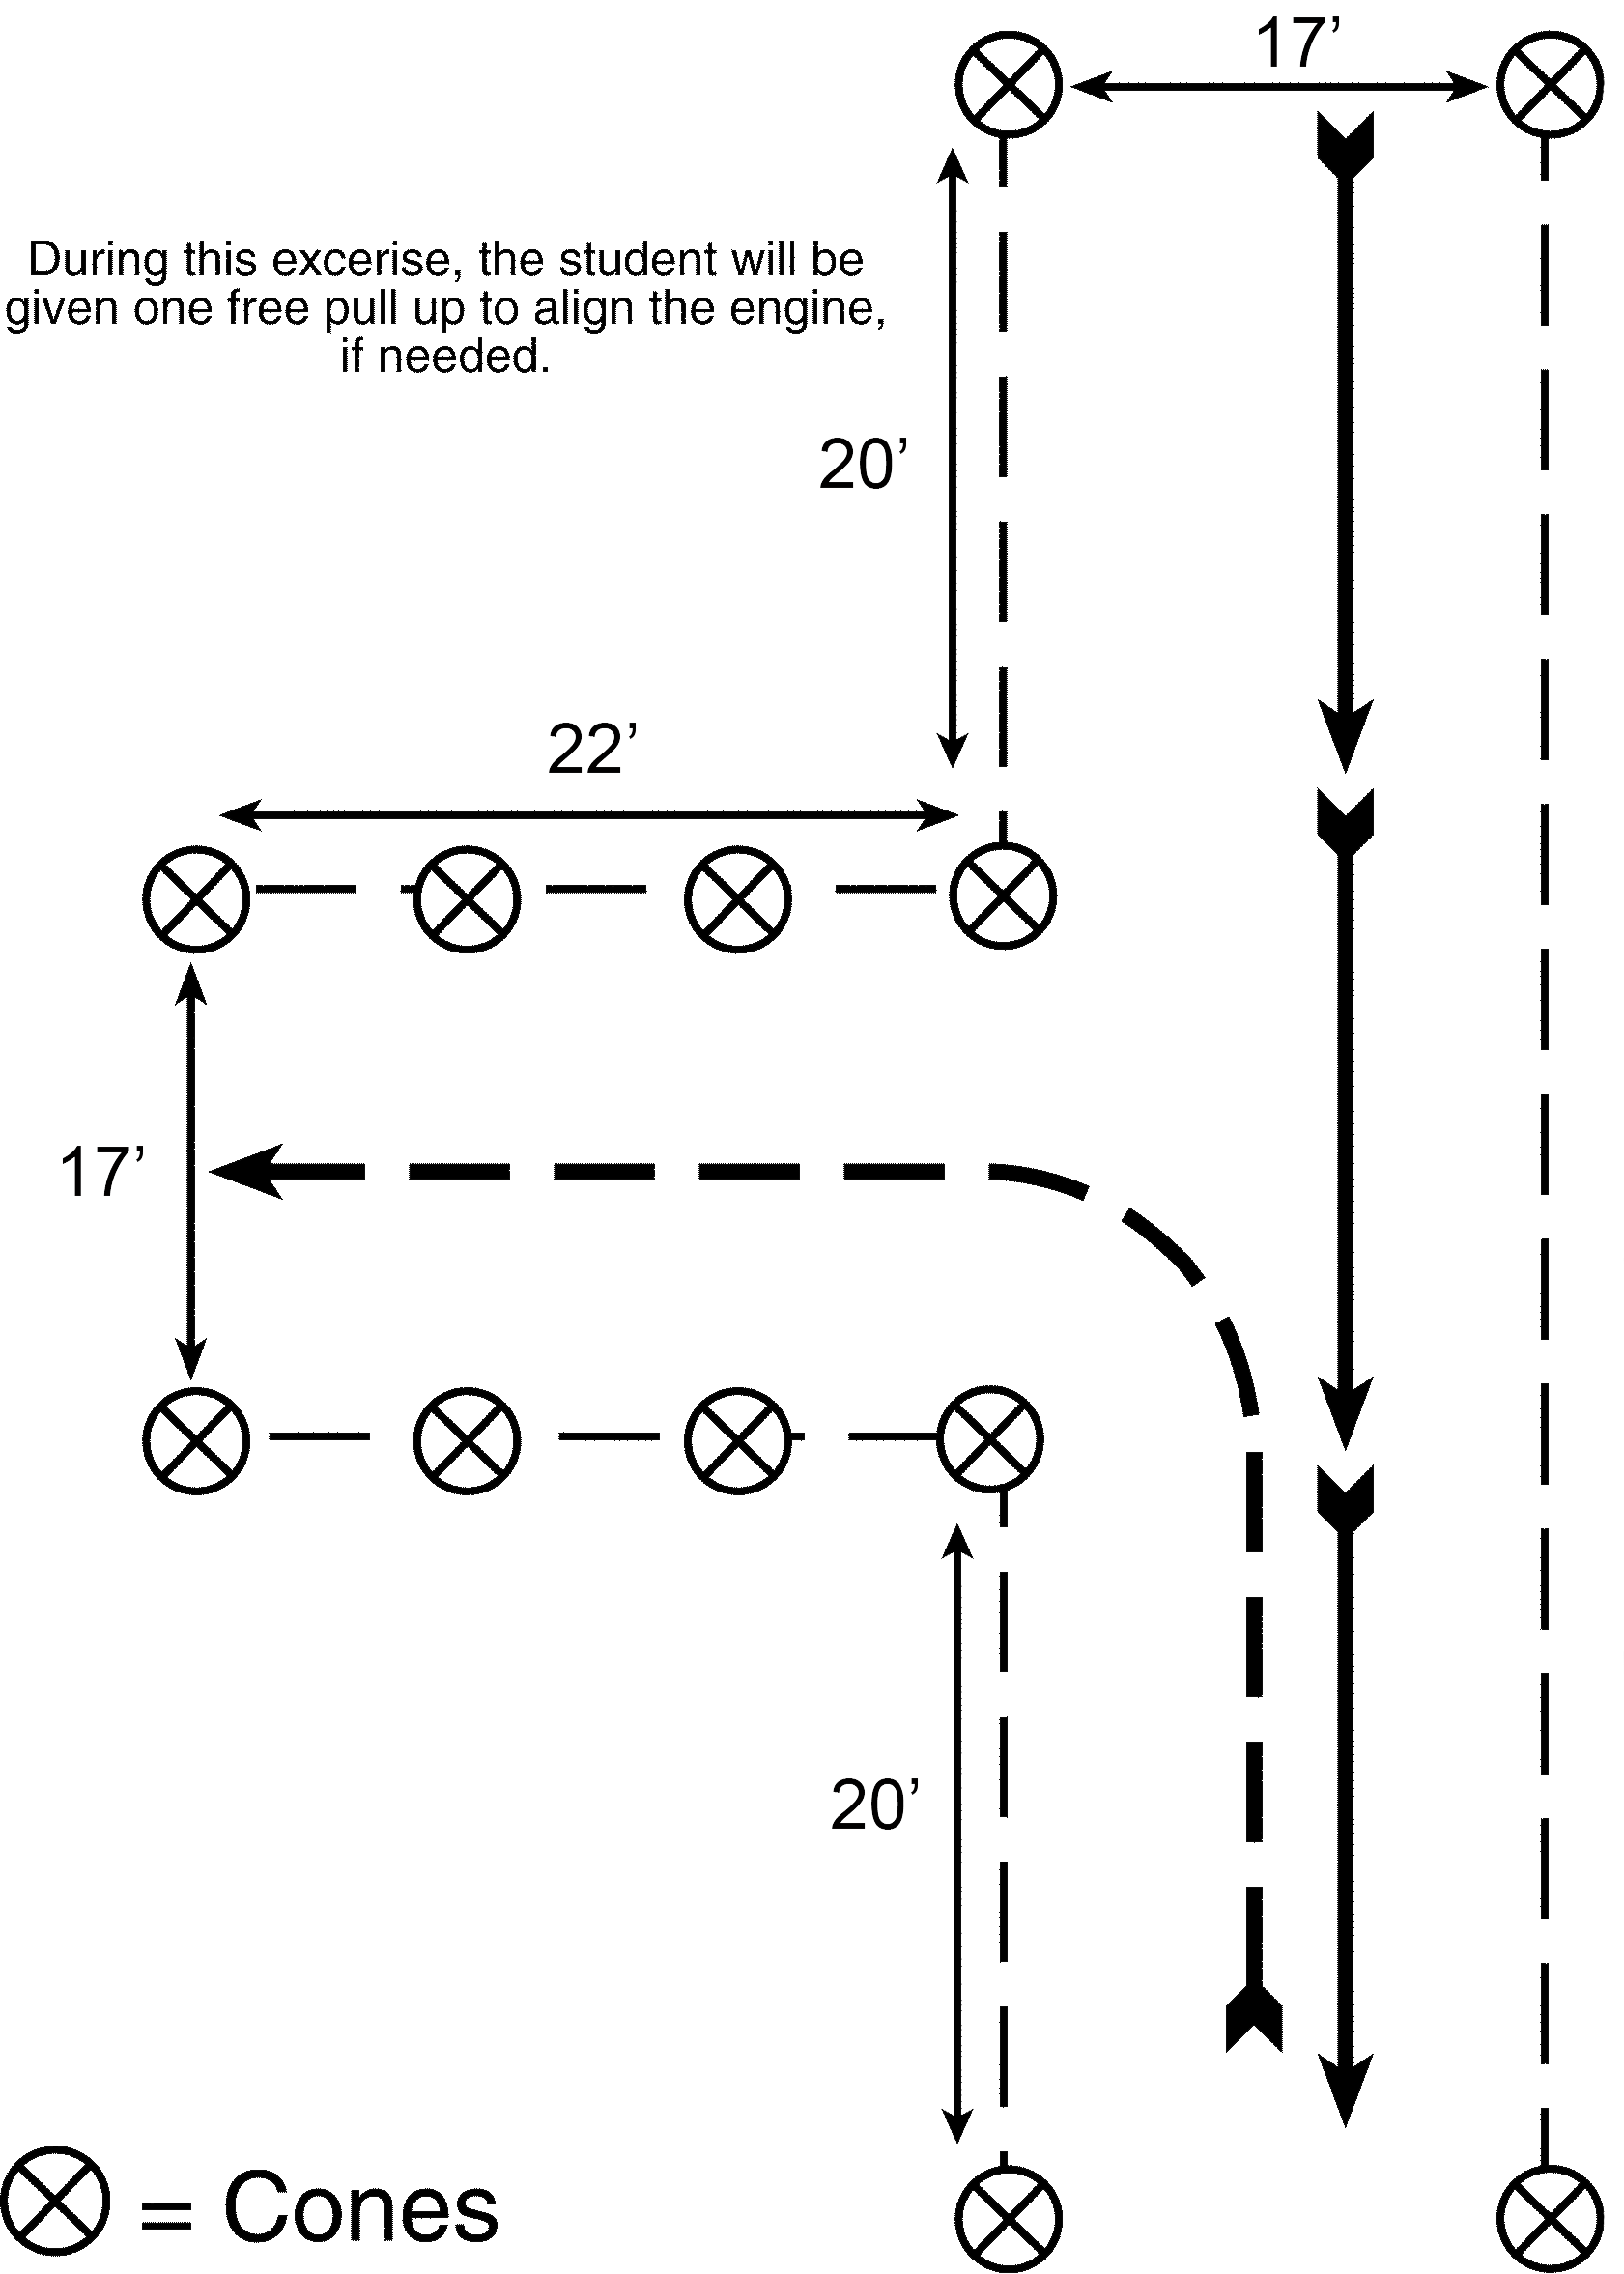 17’
During this excerise, the student will be
given one free pull up to align the engine,
if needed.
20’
22’
17’
20’
= Cones